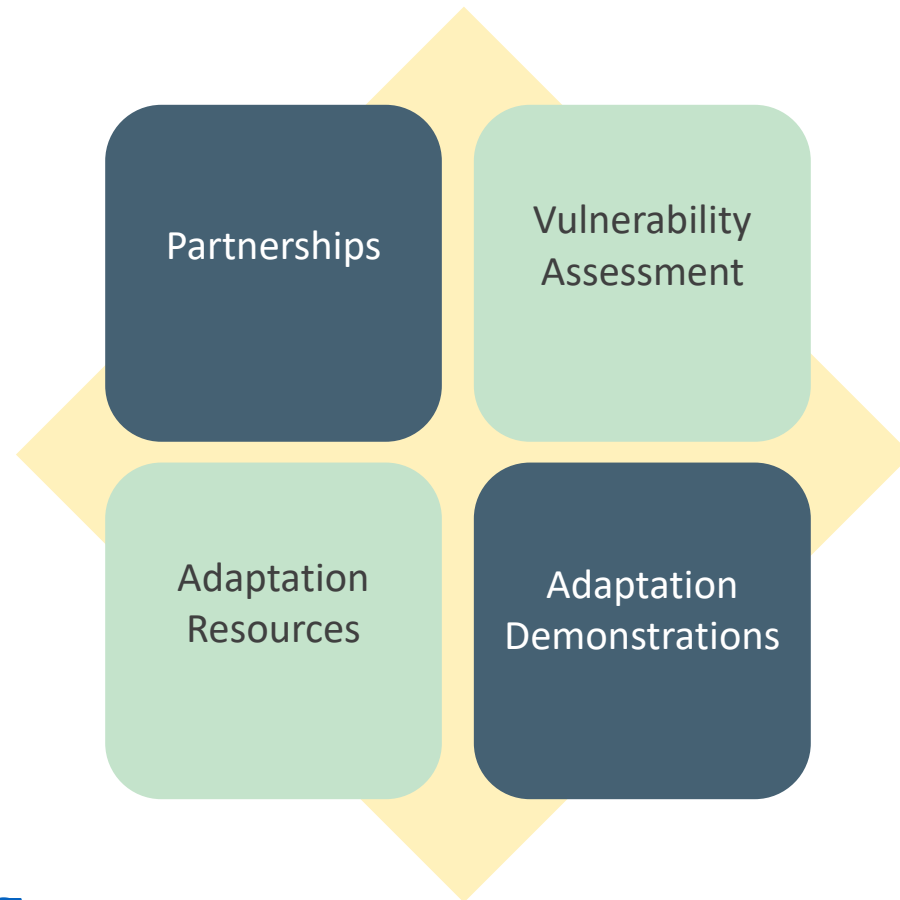 Partnerships
Vulnerability
Assessment
Adaptation
Resources
Adaptation
Demonstrations